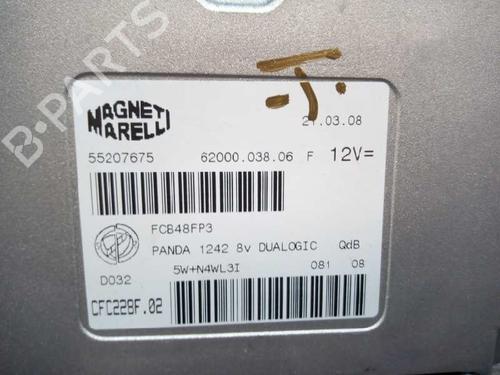 B-PARTS
J.
MAGNETI
MARELLI
21.03.08
55207675 62000.038.06 F 12V=
FCB48FP3
PANDA 1242 8v DUALOGIC QdB
D032 5W+N4WL3I 081 08
CFC228F.02